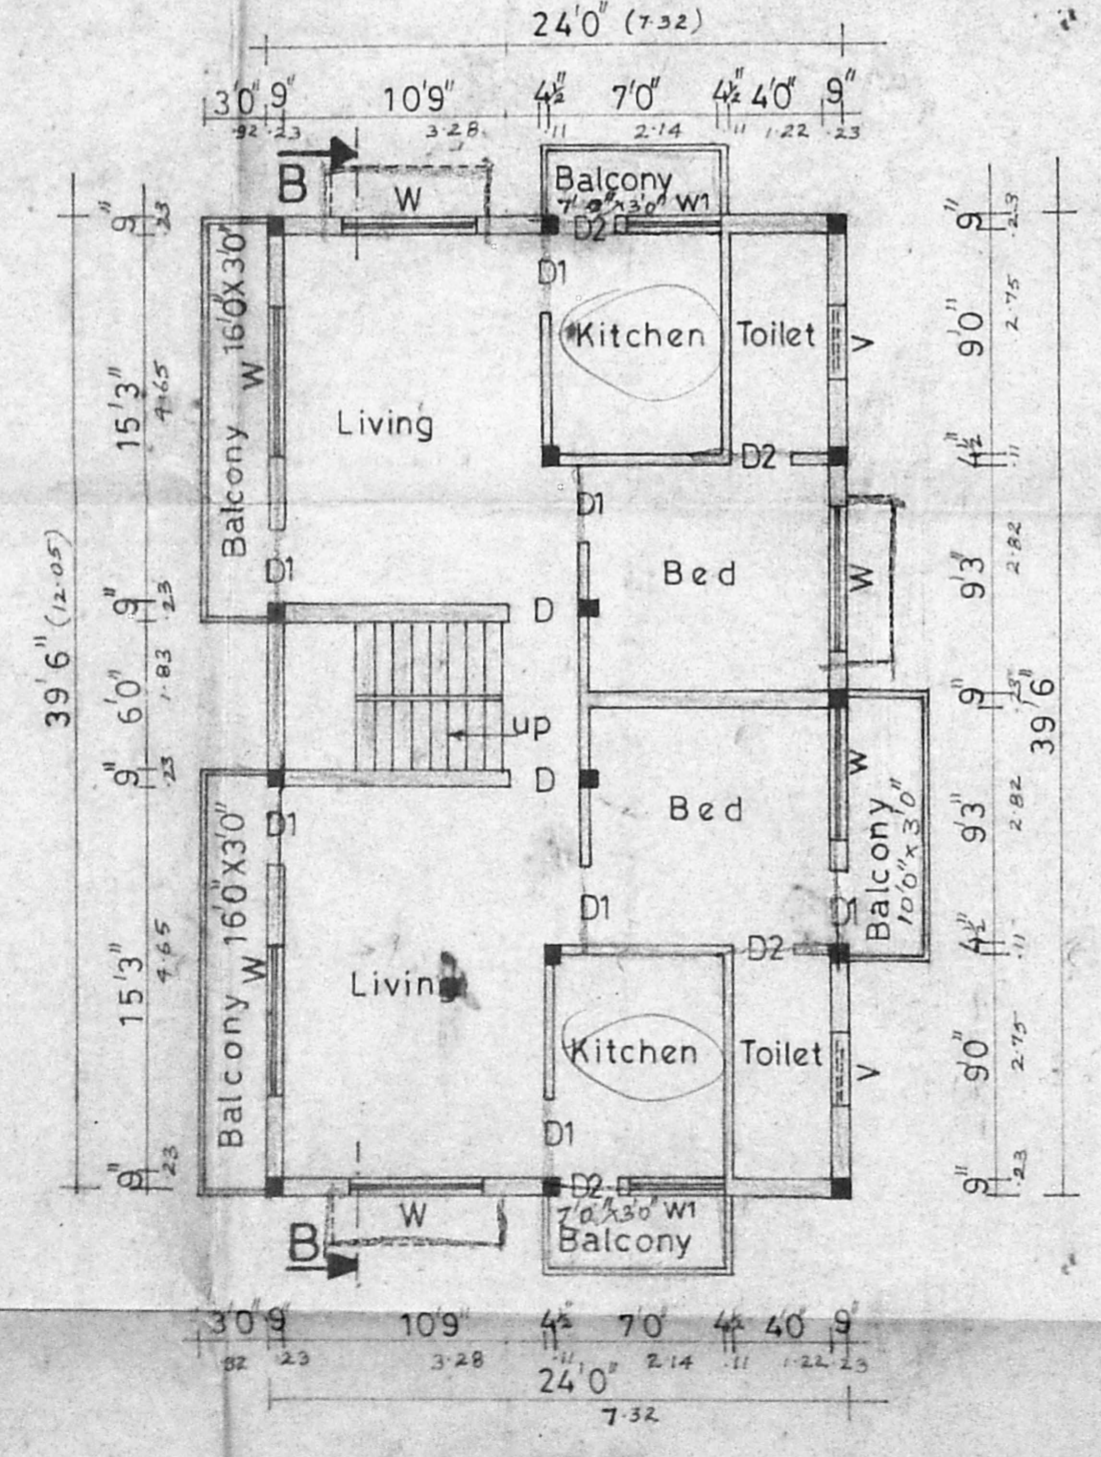 24'0" (7·32)
3'0" 9" 10'9" 4½" 7'0" 4½" 4'0" 9"
·92 ·23 3·28 ·11 2·14 ·11 1·22 ·23
B
W
Balcony
7'0"x3'0" W1
D2
9" ·23
9" ·23
D1
Balcony 16'0"X3'0"
W
Kitchen
Toilet
V
9'0" 2·75
15'3" 4·65
Living
D2
4½" ·11
D1
Bed
W
9'3" 2·82
D1
D
9" ·23
39'6" (12·05)
6'0" 1·83
up
9" ·23
39'6"
9" ·23
D
W
Bed
Balcony
10'0"x3'0"
9'3" 2·82
D1
Balcony 16'0"X3'0"
W
D1
D1
D2
4½" ·11
15'3" 4·65
Living
Kitchen
Toilet
V
9'0" 2·75
D1
9" ·23
D2
9" ·23
W
7'0"x3'0" W1
Balcony
B
3'0" 9" 10'9" 4½" 7'0" 4½" 4'0" 9"
·92 ·23 3·28 ·11 2·14 ·11 1·22 ·23
24'0"
7·32